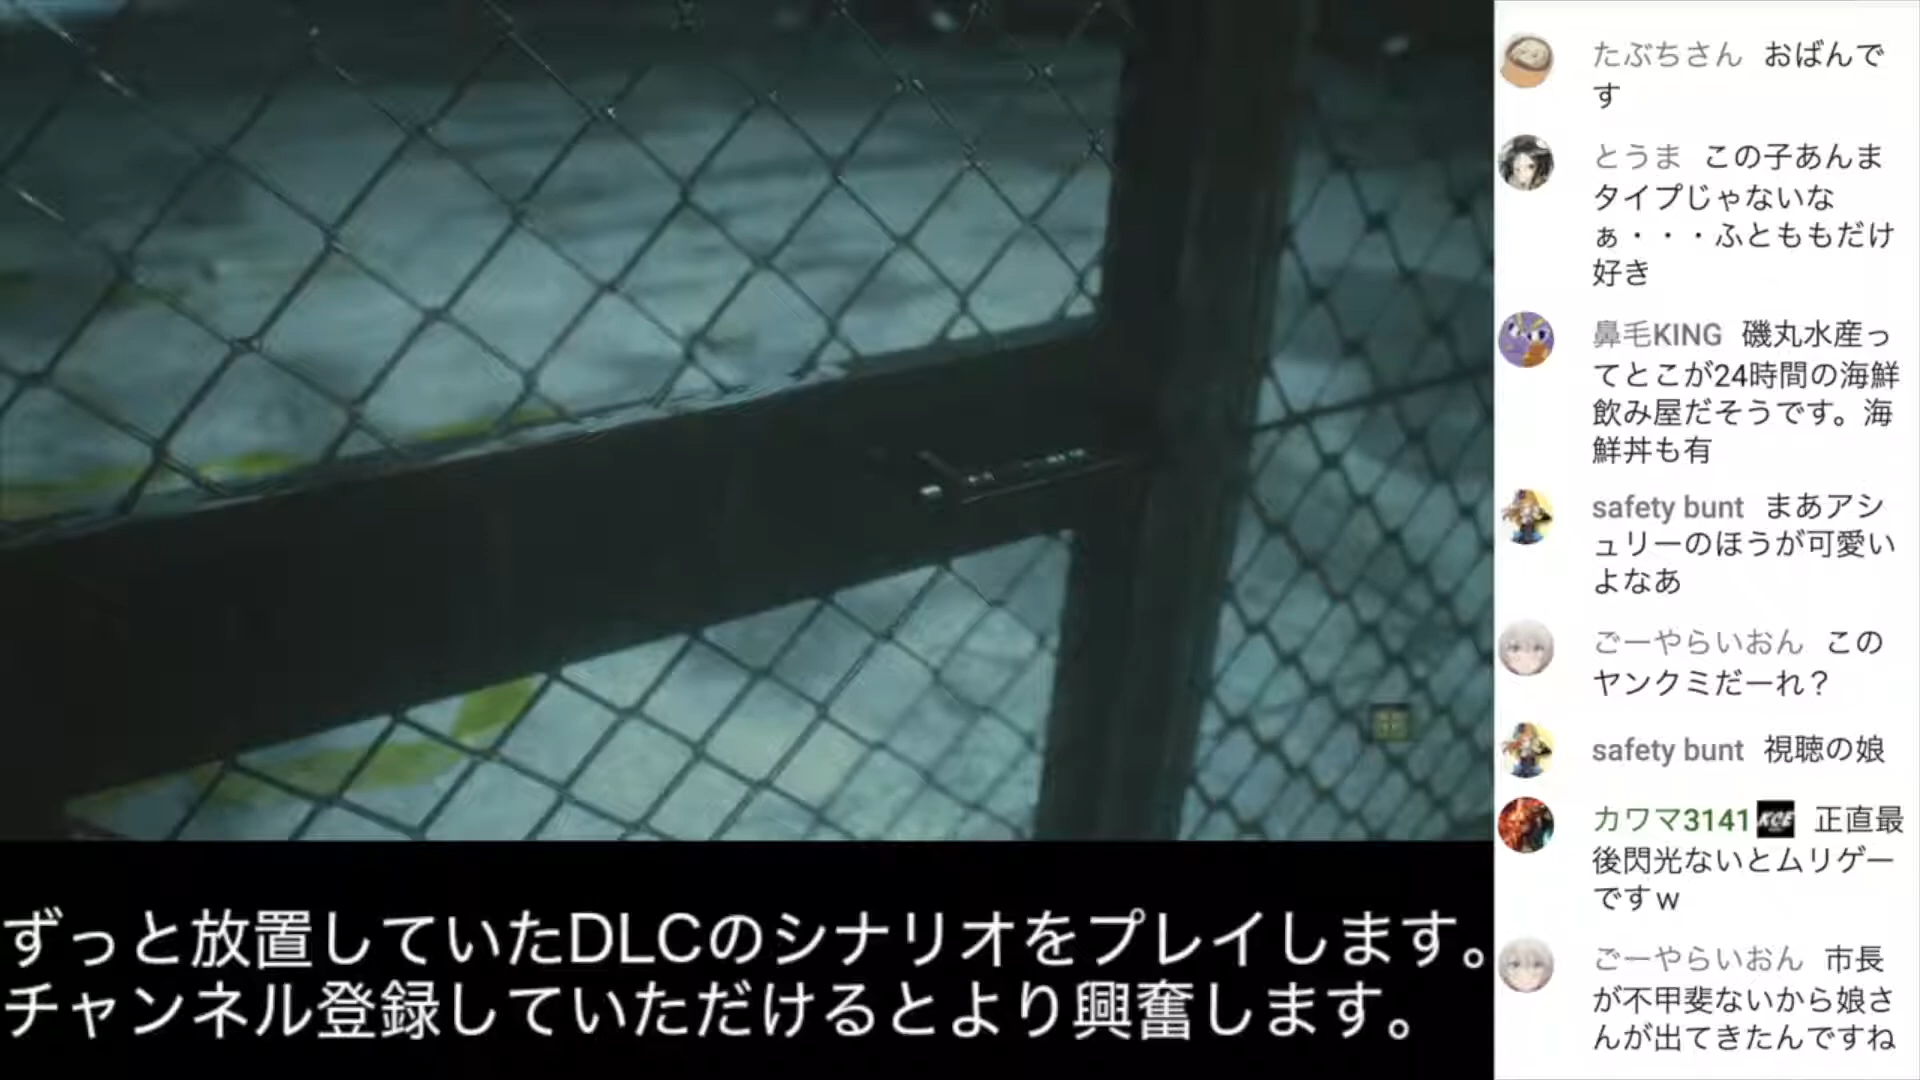 たぶちさん おばんで
す
とうま この子あんま
タイプじゃないな
ぁ・・・ふとももだけ
好き
鼻毛KING 磯丸水産っ
てとこが24時間の海鮮
飲み屋だそうです。海
鮮丼も有
safety bunt まあアシ
ュリーのほうが可愛い
よなあ
ごーやらいおん この
ヤンクミだーれ？
safety bunt 視聴の娘
カワマ3141 KCE 正直最
後閃光ないとムリゲー
ですｗ
ごーやらいおん 市長
が不甲斐ないから娘さ
んが出てきたんですね
ずっと放置していたDLCのシナリオをプレイします。
チャンネル登録していただけるとより興奮します。